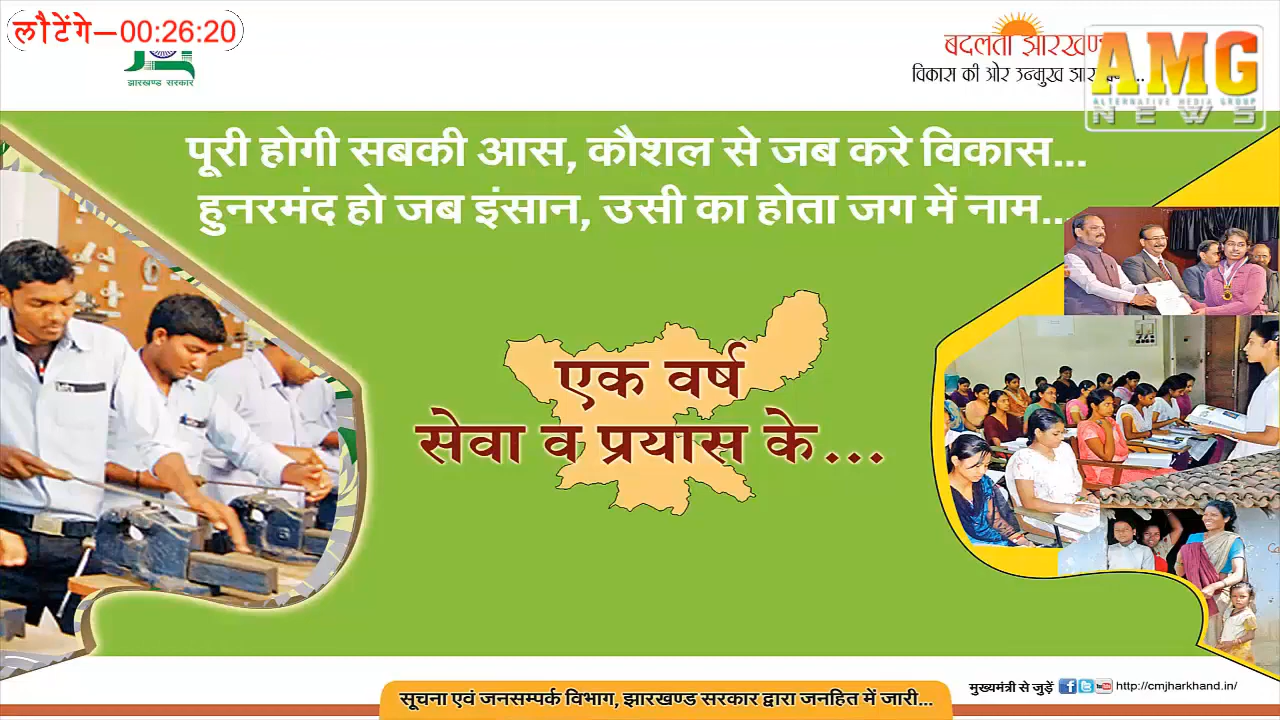 लौटेंगे—00:26:20
झारखण्ड सरकार
बदलता झारखण्ड
विकास की ओर उन्मुख
AMG
ALTERNATIVE MEDIA GROUP
NEWS
पूरी होगी सबकी आस, कौशल से जब करे विकास...
हुनरमंद हो जब इंसान, उसी का होता जग में नाम...
एक वर्ष
सेवा व प्रयास के...
मुख्यमंत्री से जुड़ें http://cmjharkhand.in/
सूचना एवं जनसम्पर्क विभाग, झारखण्ड सरकार द्वारा जनहित में जारी...